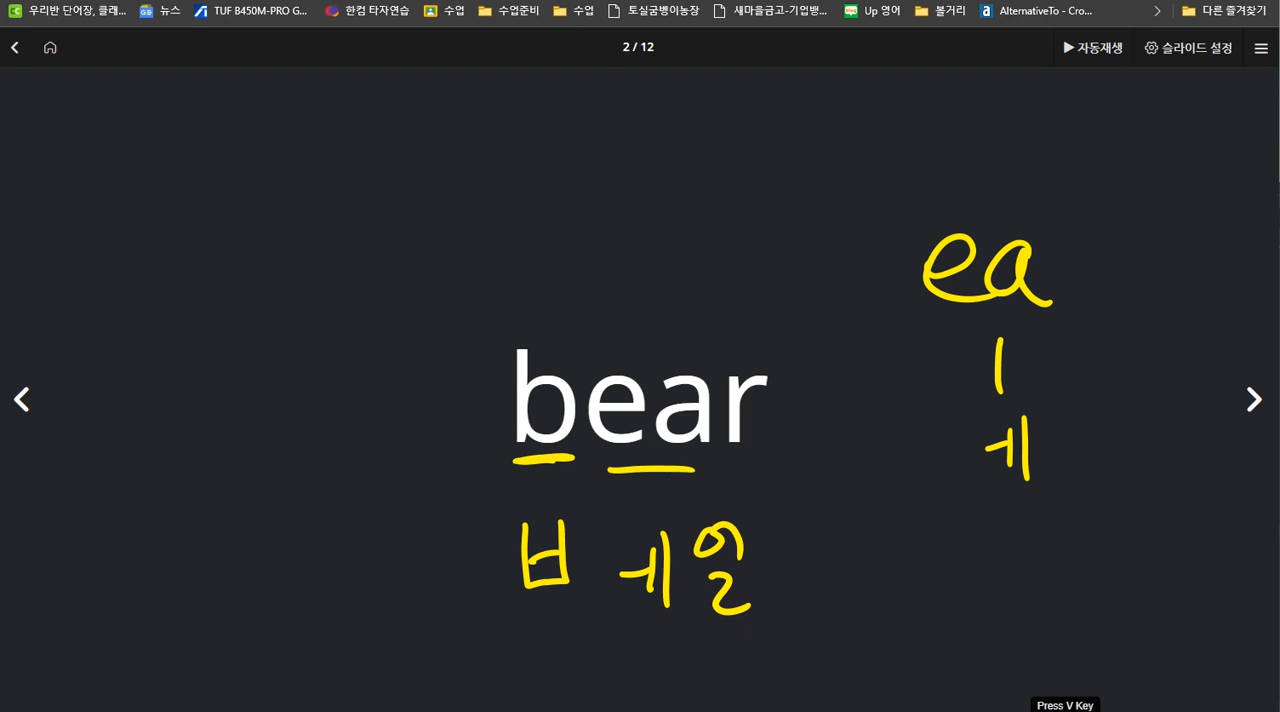 우리반 단어장, 클래... 뉴스 TUF B450M-PRO G... 한컴 타자연습 수업 수업준비 수업 토실굼벵이농장 새마을금고-기업뱅... Up 영어 볼거리 AlternativeTo - Cro... 다른 즐겨찾기
2 / 12 자동재생 슬라이드 설정
ea
ㅣ
ㅔ
bear
ㅂ ㅔ
Press V Key